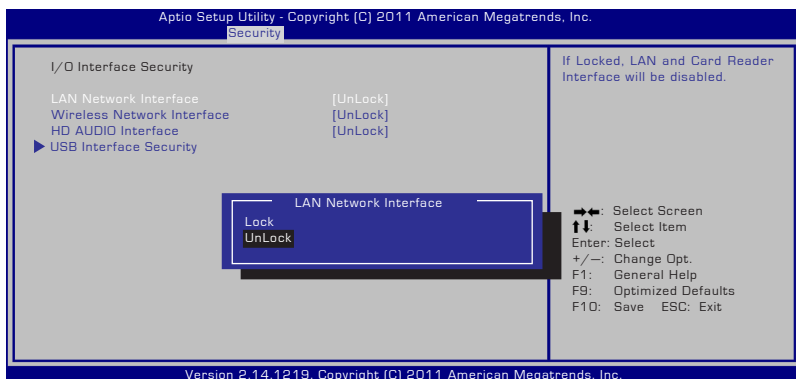 Aptio Setup Utility - Copyright (C) 2011 American Megatrends, Inc.
Security
I/O Interface Security
LAN Network Interface [UnLock]
Wireless Network Interface [UnLock]
HD AUDIO Interface [UnLock]
USB Interface Security
If Locked, LAN and Card Reader
Interface will be disabled.
LAN Network Interface
Lock
UnLock
→←: Select Screen
↑↓: Select Item
Enter: Select
+/—: Change Opt.
F1: General Help
F9: Optimized Defaults
F10: Save ESC: Exit
Version 2.14.1219. Copyright (C) 2011 American Megatrends, Inc.